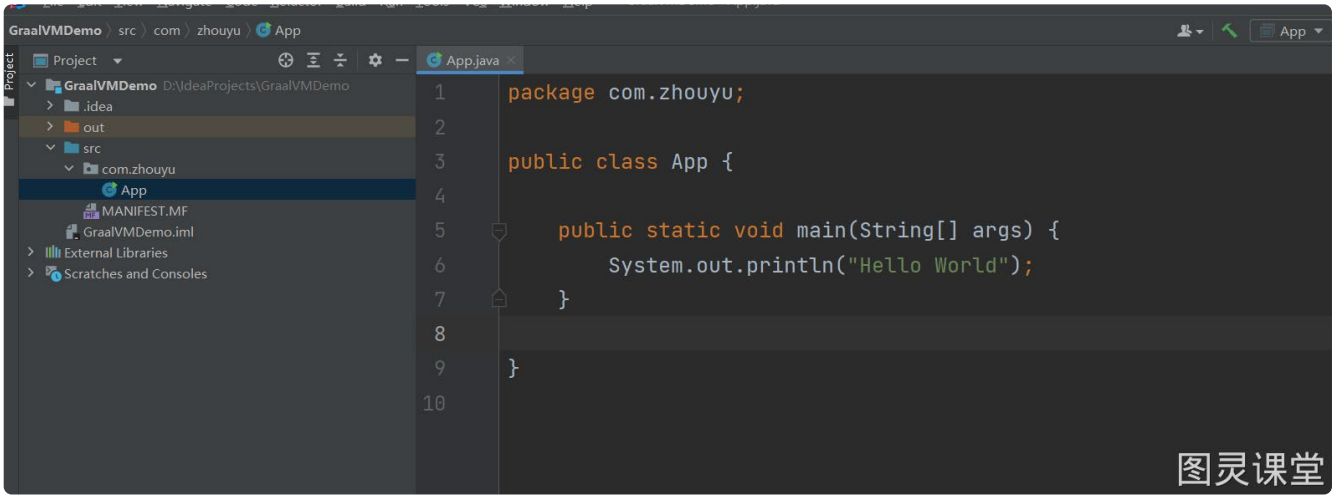 GraalVMDemo src com zhouyu App
App
Project
Project
GraalVMDemo D:\IdeaProjects\GraalVMDemo
.idea
out
src
com.zhouyu
App
MANIFEST.MF
GraalVMDemo.iml
External Libraries
Scratches and Consoles
App.java
1 package com.zhouyu;
2
3 public class App {
4
5 public static void main(String[] args) {
6 System.out.println("Hello World");
7 }
8
9 }
10
图灵课堂